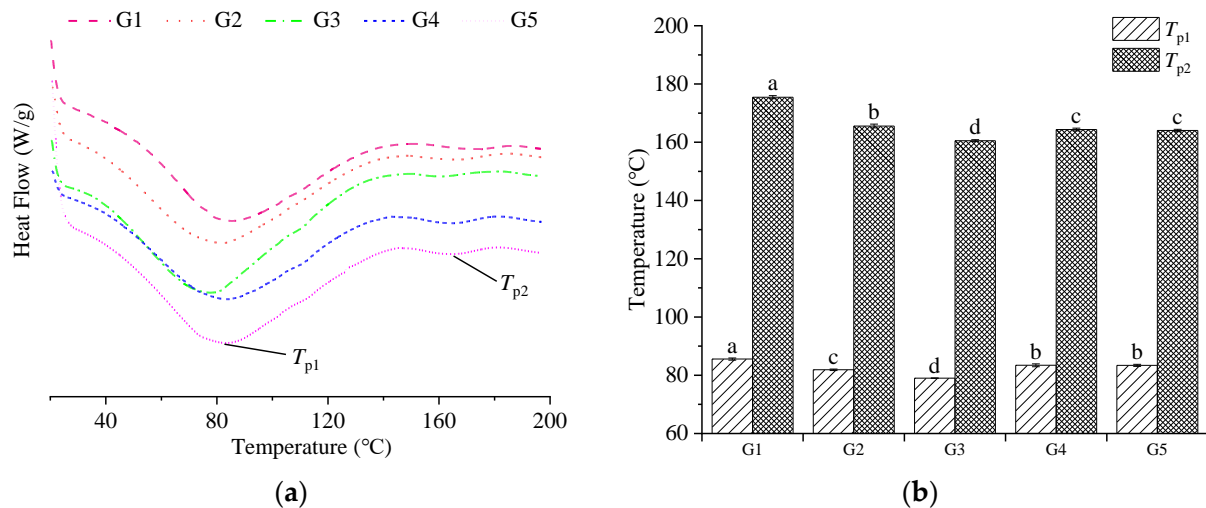 G1 G2 G3 G4 G5
Heat Flow (W/g)
Tp1
Tp2
40 80 120 160 200
Temperature (°C)
(a)
Temperature (°C)
200
180
160
140
120
100
80
60
Tp1
Tp2
a a
c b
d d
b c
b c
G1 G2 G3 G4 G5
(b)